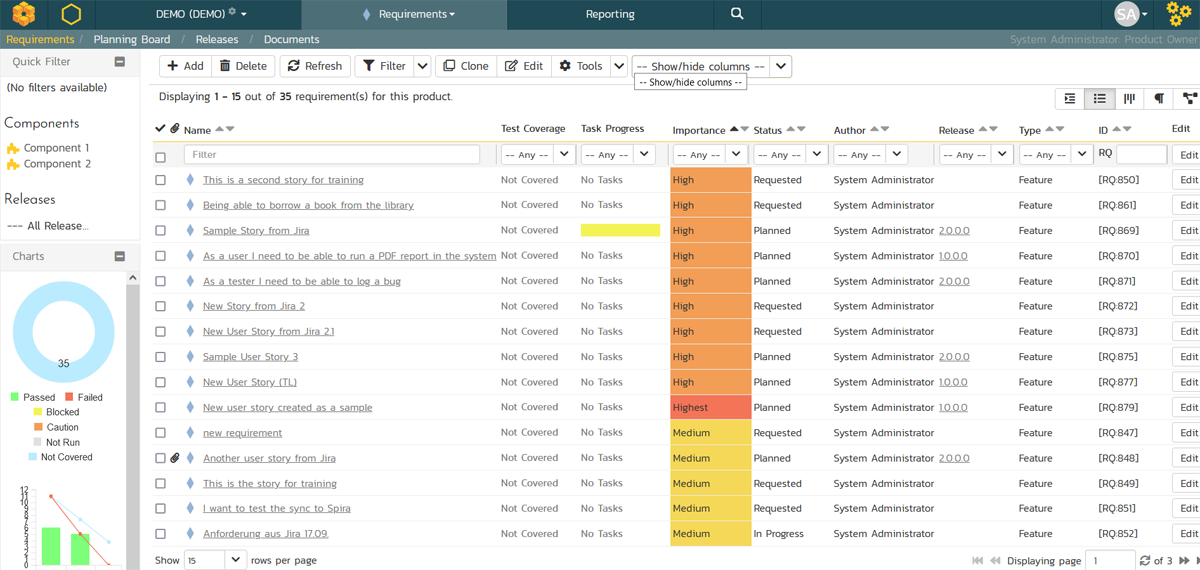 DEMO (DEMO) Requirements Reporting SA
Requirements / Planning Board / Releases / Documents System Administrator: Product Owner
Quick Filter
(No filters available)
Components
Component 1
Component 2
Releases
--- All Release...
Charts
35
Passed Failed
Blocked
Caution
Not Run
Not Covered
12
11
10
9
8
7
6
5
4
3
2
1
0
Add Delete Refresh Filter Clone Edit Tools -- Show/hide columns --
-- Show/hide columns --
Displaying 1 - 15 out of 35 requirement(s) for this product.
Name Test Coverage Task Progress Importance Status Author Release Type ID Edit
Filter -- Any -- -- Any -- -- Any -- -- Any -- -- Any -- -- Any -- -- Any -- RQ Edit
This is a second story for training Not Covered No Tasks High Requested System Administrator Feature [RQ:850] Edit
Being able to borrow a book from the library Not Covered No Tasks High Requested System Administrator Feature [RQ:861] Edit
Sample Story from Jira Not Covered High Planned System Administrator 2.0.0.0 Feature [RQ:869] Edit
As a user I need to be able to run a PDF report in the system Not Covered No Tasks High Planned System Administrator 1.0.0.0 Feature [RQ:870] Edit
As a tester I need to be able to log a bug Not Covered No Tasks High Planned System Administrator 2.0.0.0 Feature [RQ:871] Edit
New Story from Jira 2 Not Covered No Tasks High Requested System Administrator Feature [RQ:872] Edit
New User Story from Jira 2.1 Not Covered No Tasks High Requested System Administrator Feature [RQ:873] Edit
Sample User Story 3 Not Covered No Tasks High Planned System Administrator 2.0.0.0 Feature [RQ:875] Edit
New User Story (TL) Not Covered No Tasks High Planned System Administrator 1.0.0.0 Feature [RQ:877] Edit
New user story created as a sample Not Covered No Tasks Highest Planned System Administrator 1.0.0.0 Feature [RQ:879] Edit
new requirement Not Covered No Tasks Medium Requested System Administrator Feature [RQ:847] Edit
Another user story from Jira Not Covered No Tasks Medium Planned System Administrator 2.0.0.0 Feature [RQ:848] Edit
This is the story for training Not Covered No Tasks Medium Requested System Administrator Feature [RQ:849] Edit
I want to test the sync to Spira Not Covered No Tasks Medium Requested System Administrator Feature [RQ:851] Edit
Anforderung aus Jira 17.09. Not Covered No Tasks Medium In Progress System Administrator Feature [RQ:852] Edit
Show 15 rows per page Displaying page 1 of 3